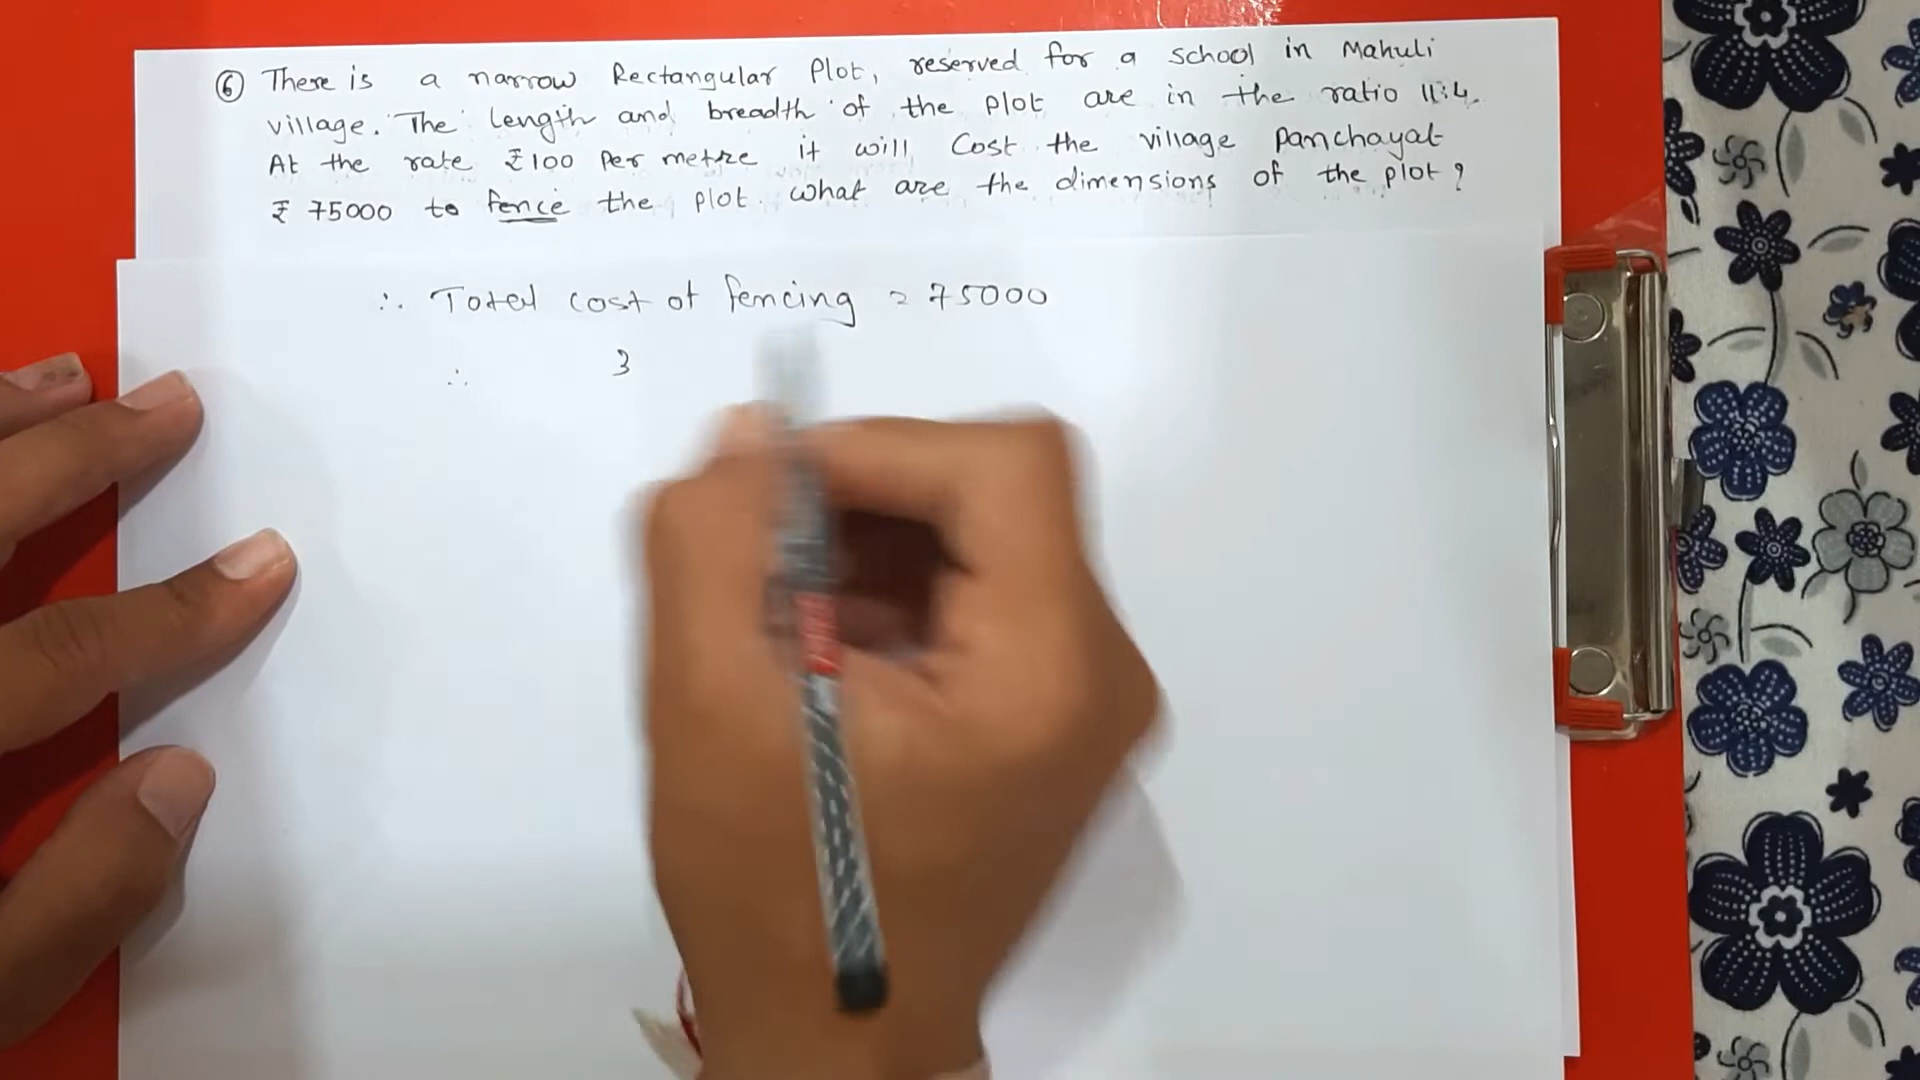 ⑥ There is a narrow Rectangular Plot, reserved for a school in Mahuli
village. The length and breadth of the plot are in the ratio 11:4.
At the rate ₹100 Per metre it will Cost the village Panchayat
₹ 75000 to fence the plot. what are the dimensions of the plot?
∴ Total cost of fencing = 75000
∴ 3